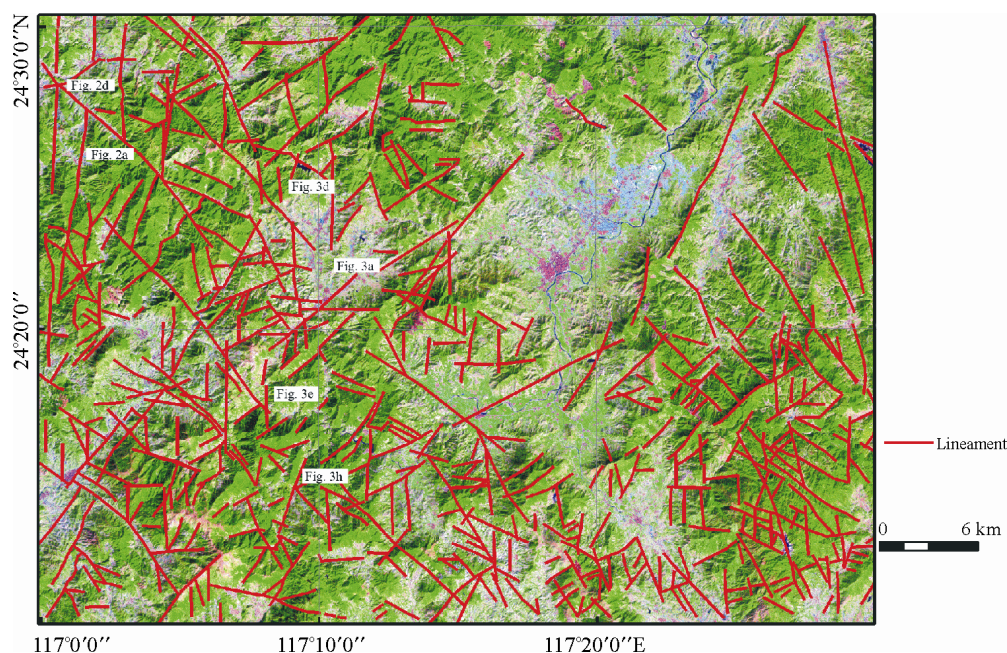 24°30′0′′N
Fig. 2d
Fig. 2a
Fig. 3d
Fig. 3a
24°20′0′′
Fig. 3e
Lineament
Fig. 3h
0 6 km
117°0′0′′ 117°10′0′′ 117°20′0′′E